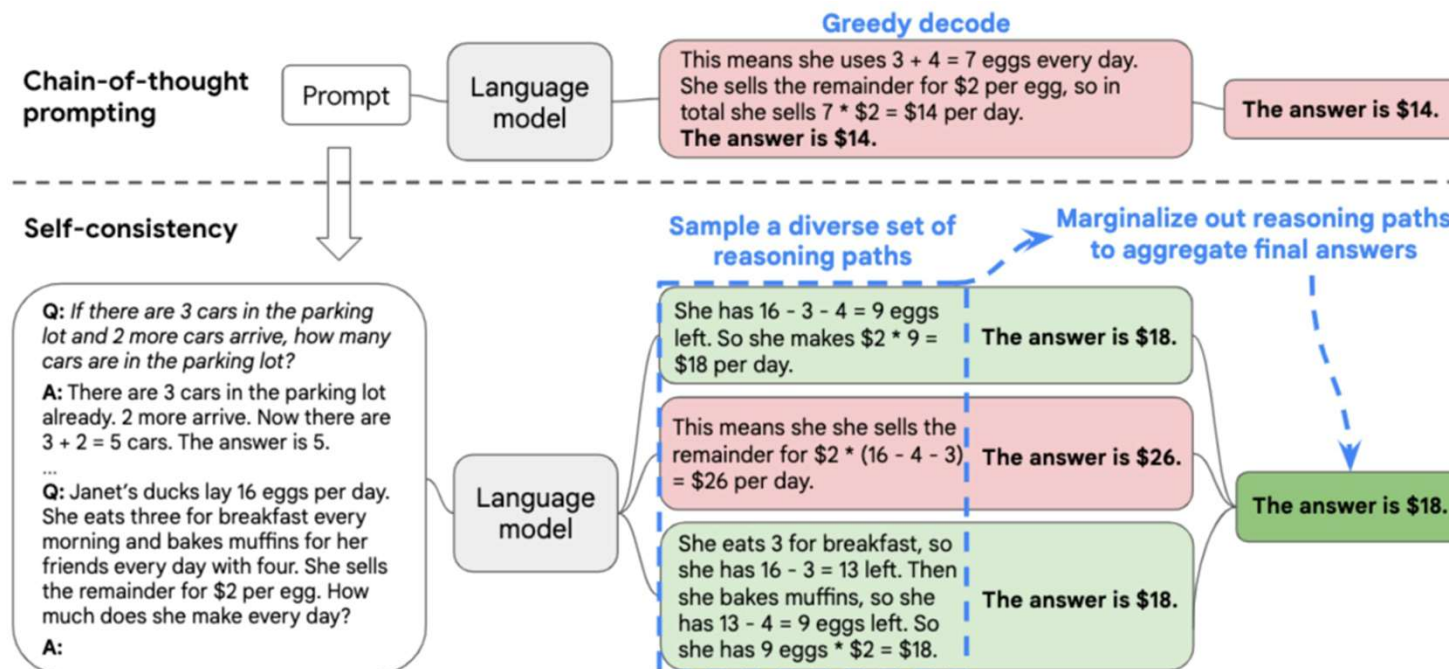 Greedy decode
Chain-of-thought
prompting
Prompt
Language
model
This means she uses 3 + 4 = 7 eggs every day.
She sells the remainder for $2 per egg, so in
total she sells 7 * $2 = $14 per day.
The answer is $14.
The answer is $14.
Self-consistency
Sample a diverse set of
reasoning paths
Marginalize out reasoning paths
to aggregate final answers
Q: If there are 3 cars in the parking
lot and 2 more cars arrive, how many
cars are in the parking lot?
A: There are 3 cars in the parking lot
already. 2 more arrive. Now there are
3 + 2 = 5 cars. The answer is 5.
...
Q: Janet's ducks lay 16 eggs per day.
She eats three for breakfast every
morning and bakes muffins for her
friends every day with four. She sells
the remainder for $2 per egg. How
much does she make every day?
A:
Language
model
She has 16 - 3 - 4 = 9 eggs
left. So she makes $2 * 9 =
$18 per day.
The answer is $18.
This means she she sells the
remainder for $2 * (16 - 4 - 3)
= $26 per day.
The answer is $26.
She eats 3 for breakfast, so
she has 16 - 3 = 13 left. Then
she bakes muffins, so she
has 13 - 4 = 9 eggs left. So
she has 9 eggs * $2 = $18.
The answer is $18.
The answer is $18.